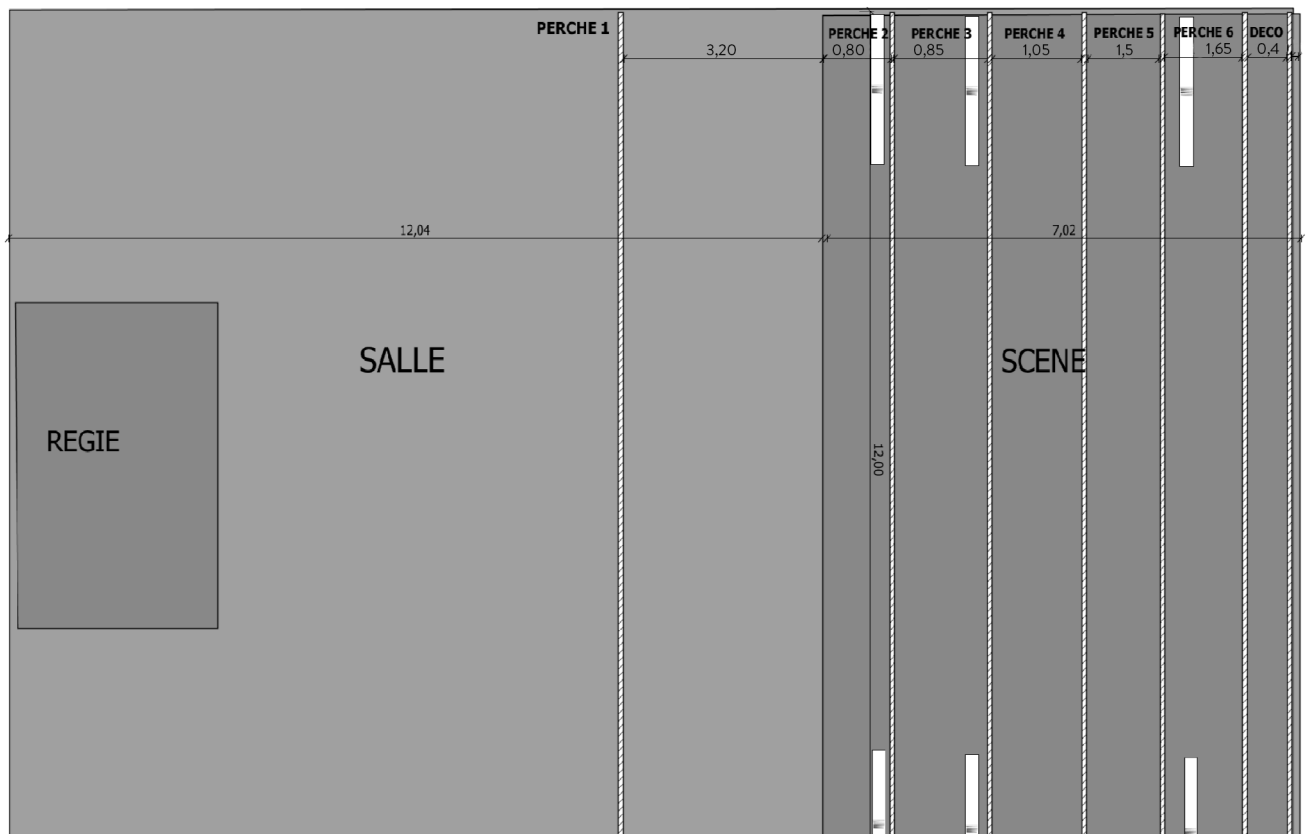 PERCHE 1
PERCHE 2
PERCHE 3
PERCHE 4
PERCHE 5
PERCHE 6
DECO
3,20
0,80
0,85
1,05
1,5
1,65
0,4
12,04
7,02
SALLE
SCENE
REGIE
12,00